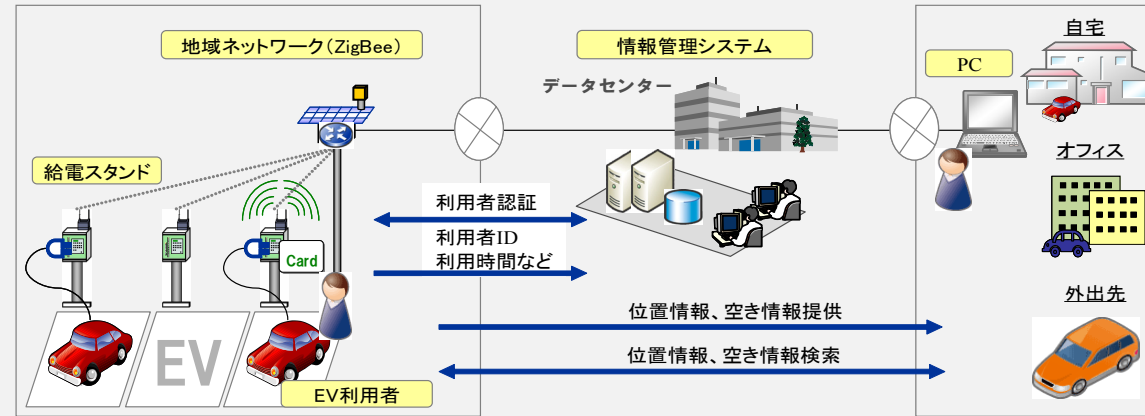 地域ネットワーク(ZigBee)
情報管理システム
自宅
PC
データセンター
給電スタンド
オフィス
利用者認証
利用者ID
利用時間など
Card
外出先
位置情報、空き情報提供
位置情報、空き情報検索
EV
EV利用者